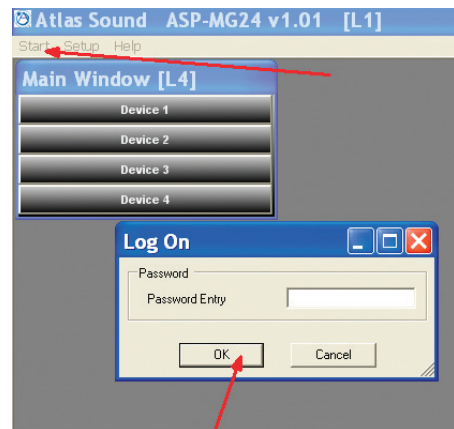 Atlas Sound ASP-MG24 v1.01 [L1]
Start Setup Help
Main Window [L4]
Device 1
Device 2
Device 3
Device 4
Log On
Password
Password Entry
OK Cancel